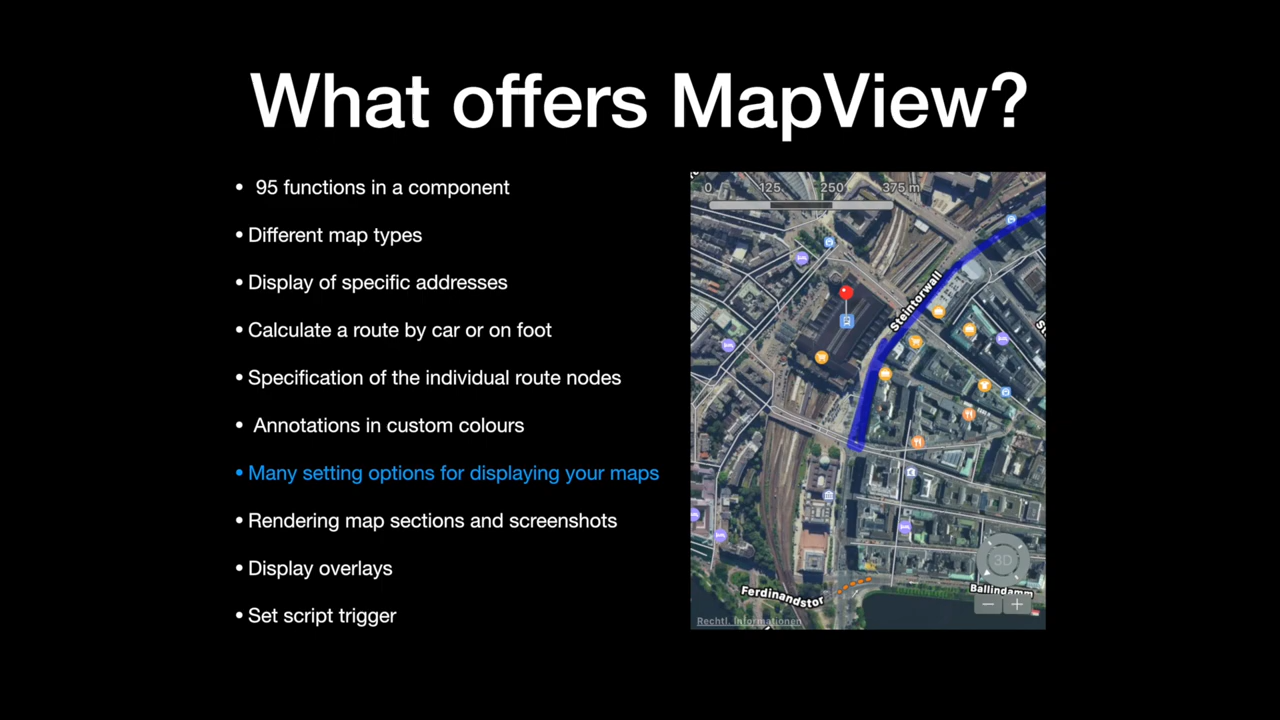 What offers MapView?
• 95 functions in a component
• Different map types
• Display of specific addresses
• Calculate a route by car or on foot
• Specification of the individual route nodes
• Annotations in custom colours
• Many setting options for displaying your maps
• Rendering map sections and screenshots
• Display overlays
• Set script trigger
0 125 250 375 m
Steintorwall
3D
Ferdinandstor
Ballindamm
− +
Rechtl. Informationen